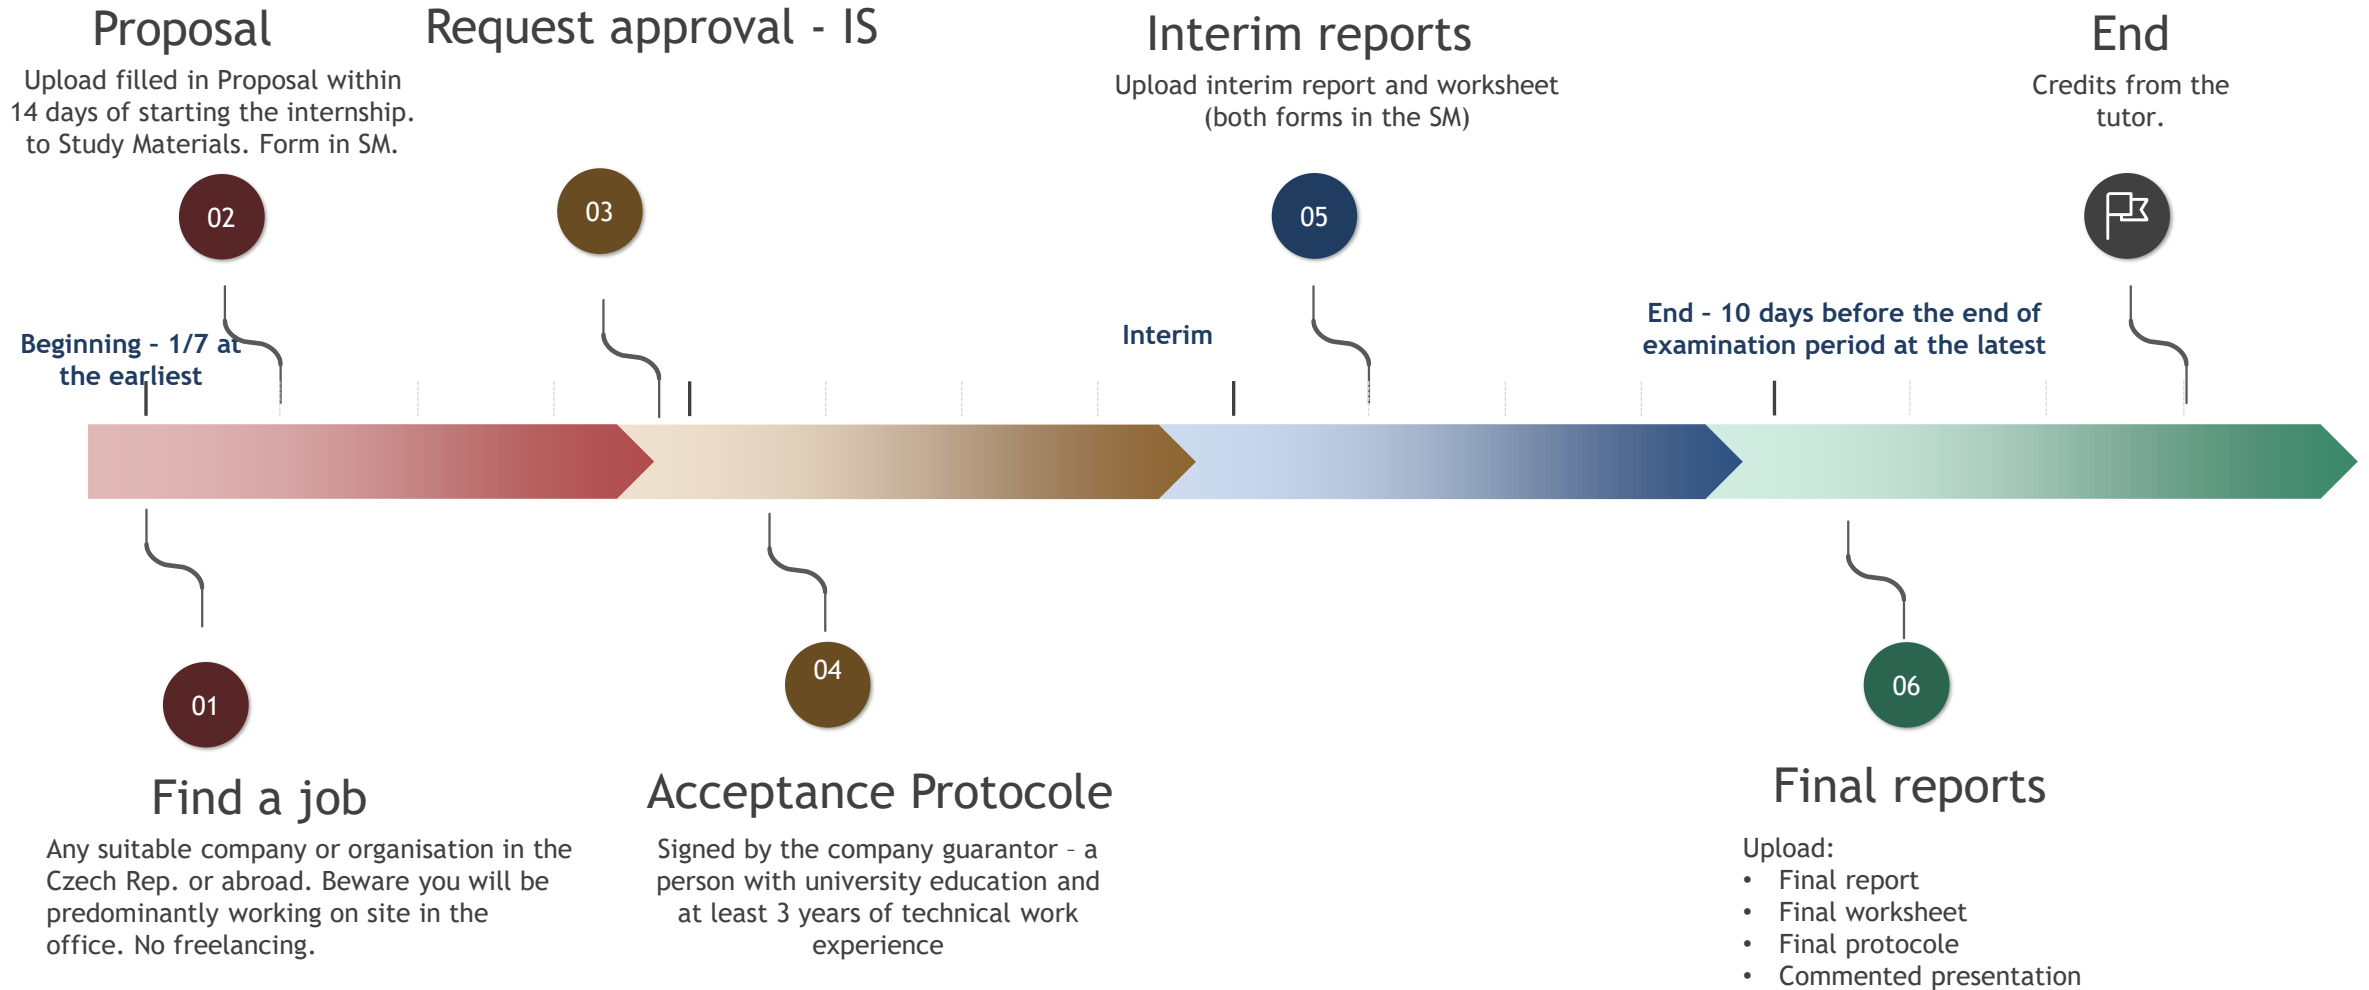 Proposal
Upload filled in Proposal within
14 days of starting the internship.
to Study Materials. Form in SM.
02
Request approval - IS
03
Interim reports
Upload interim report and worksheet
(both forms in the SM)
05
End
Credits from the
tutor.
Beginning – 1/7 at
the earliest
Interim
End – 10 days before the end of
examination period at the latest
01
Find a job
Any suitable company or organisation in the
Czech Rep. or abroad. Beware you will be
predominantly working on site in the
office. No freelancing.
04
Acceptance Protocole
Signed by the company guarantor – a
person with university education and
at least 3 years of technical work
experience
06
Final reports
Upload:
• Final report
• Final worksheet
• Final protocole
• Commented presentation